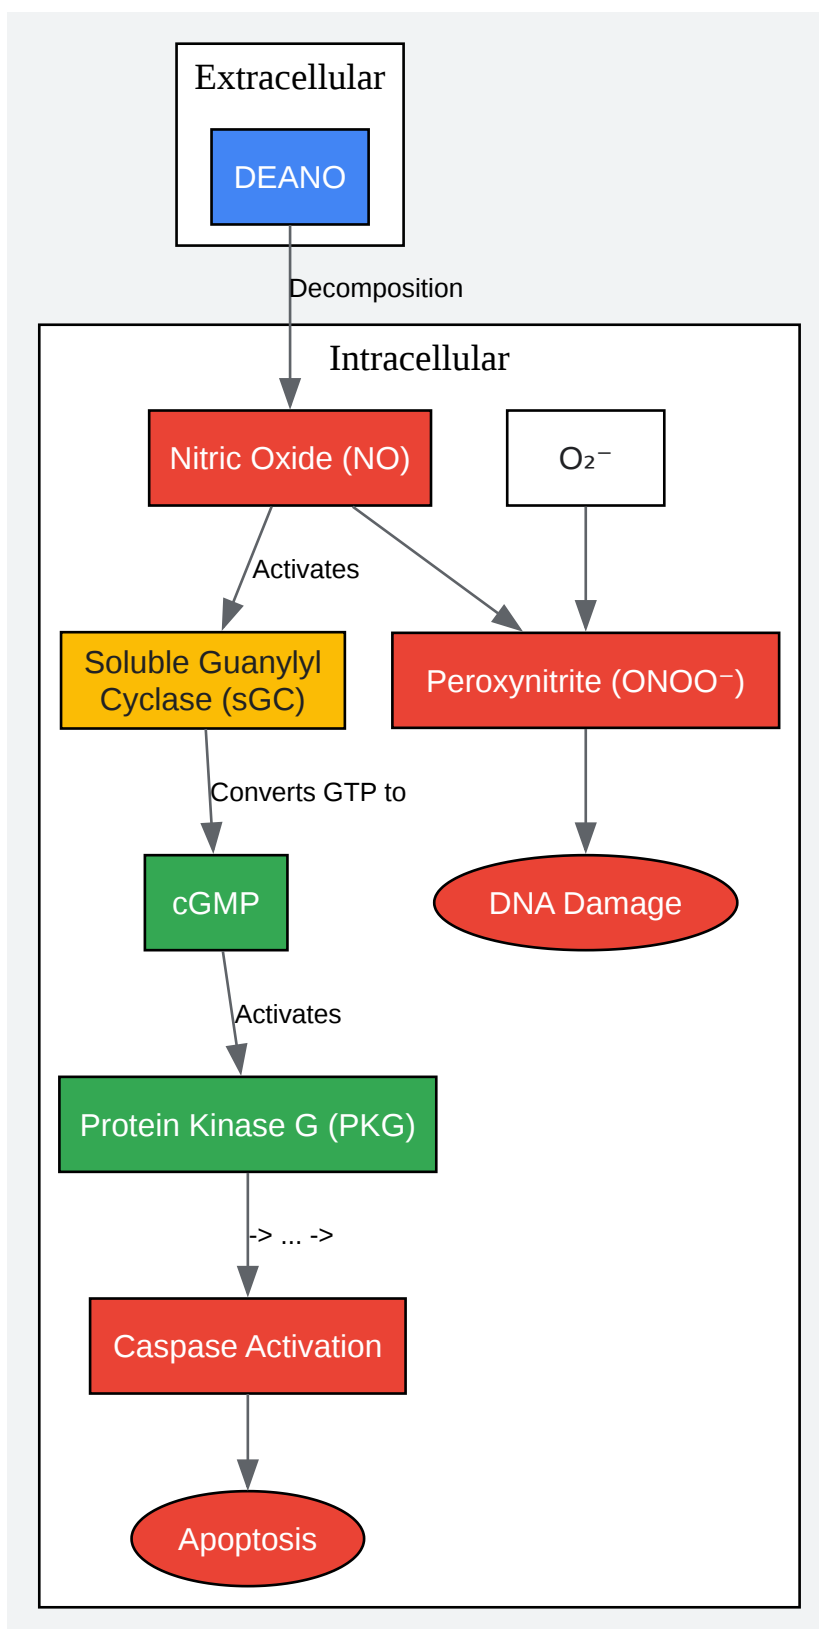 Extracellular
DEANO
Decomposition
Intracellular
Nitric Oxide (NO)
O₂⁻
Activates
Soluble Guanylyl
Cyclase (sGC)
Peroxynitrite (ONOO⁻)
Converts GTP to
cGMP
DNA Damage
Activates
Protein Kinase G (PKG)
-> ... ->
Caspase Activation
Apoptosis